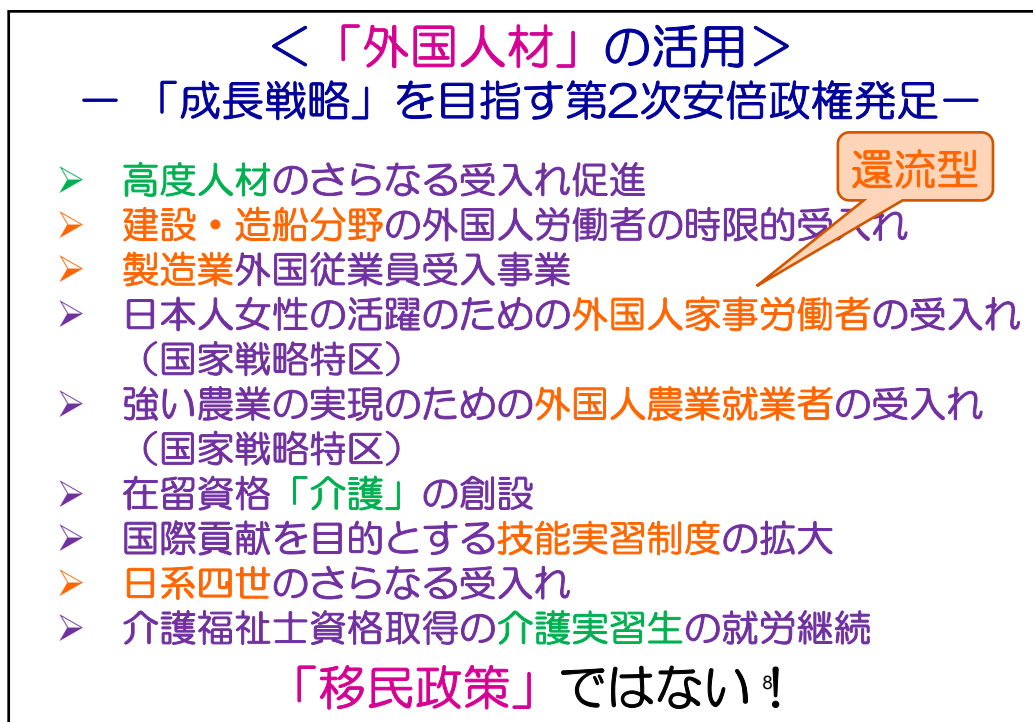 ＜「外国人材」の活用＞
－ 「成長戦略」を目指す第2次安倍政権発足－
還流型
➢ 高度人材のさらなる受入れ促進
➢ 建設・造船分野の外国人労働者の時限的受入れ
➢ 製造業外国従業員受入事業
➢ 日本人女性の活躍のための外国人家事労働者の受入れ
（国家戦略特区）
➢ 強い農業の実現のための外国人農業就業者の受入れ
（国家戦略特区）
➢ 在留資格「介護」の創設
➢ 国際貢献を目的とする技能実習制度の拡大
➢ 日系四世のさらなる受入れ
➢ 介護福祉士資格取得の介護実習生の就労継続
「移民政策」ではない！
8